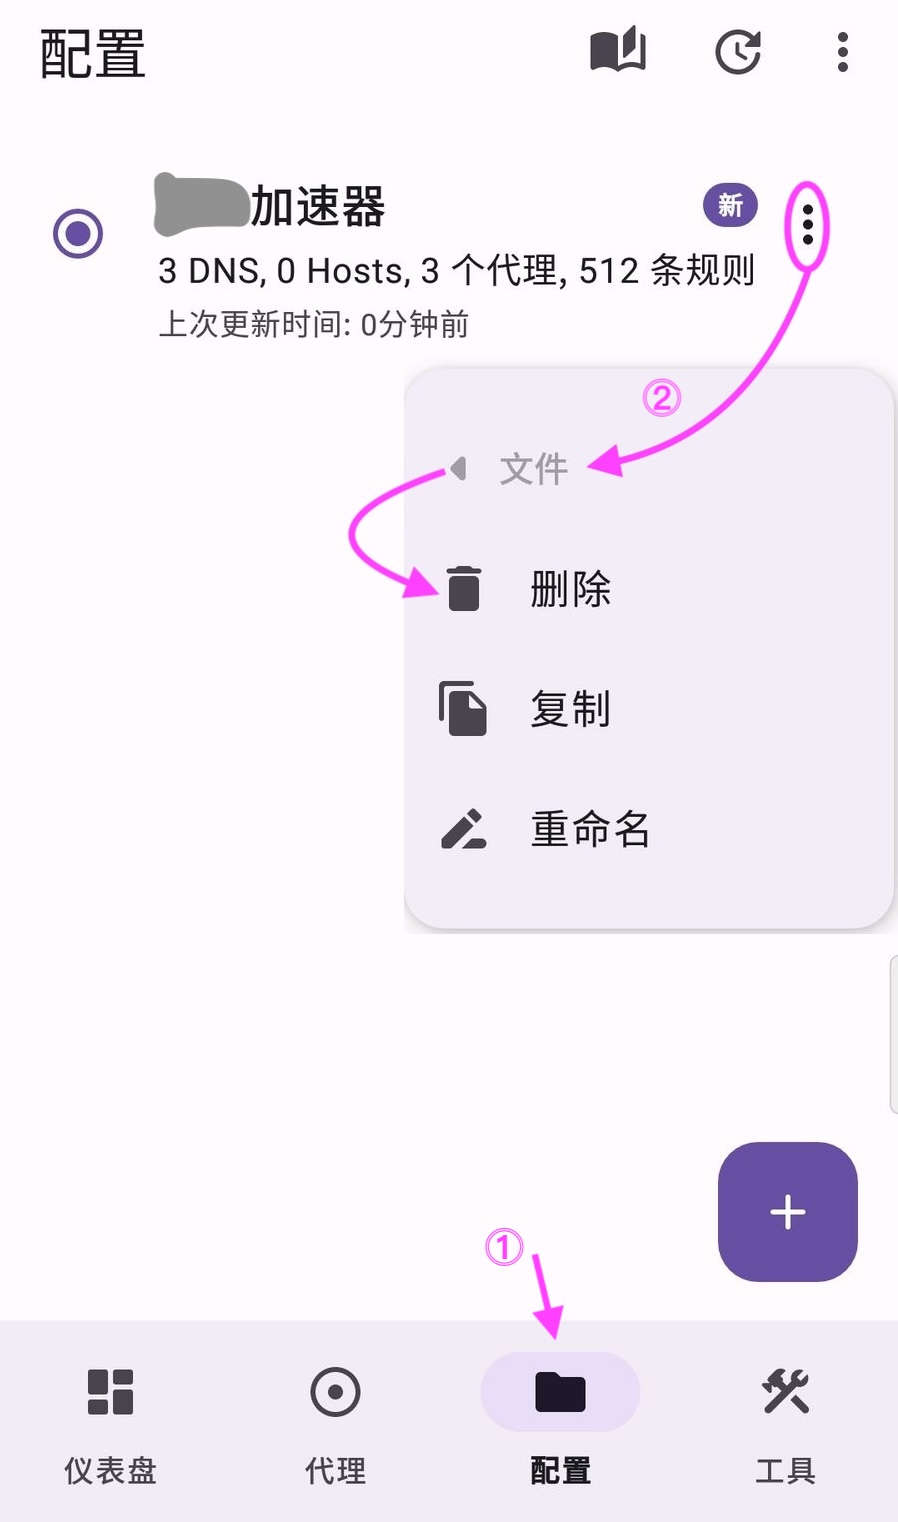 配置
加速器
新
3 DNS, 0 Hosts, 3 个代理, 512 条规则
上次更新时间: 0分钟前
②
文件
删除
复制
重命名
①
仪表盘
代理
配置
工具